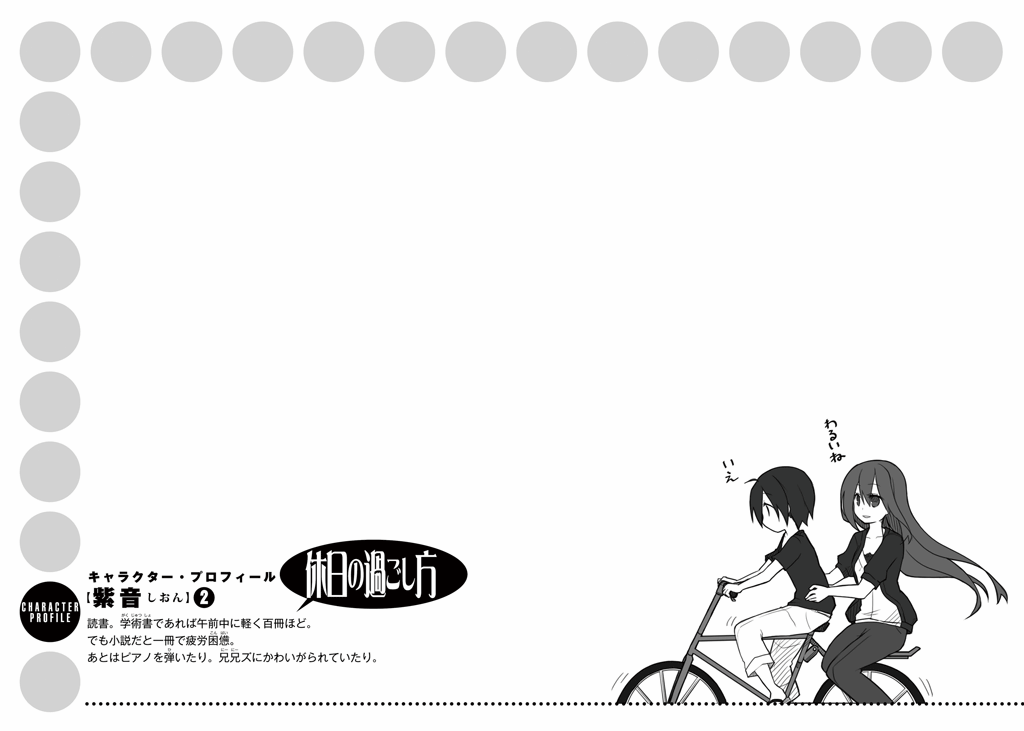 わるいね
いえ
キャラクター・プロフィール
休日の過ごし方
【紫音 しおん】❷
CHARACTER
PROFILE
読書。学術書であれば午前中に軽く百冊ほど。
でも小説だと一冊で疲労困憊。
あとはピアノを弾いたり。兄兄ズにかわいがられていたり。